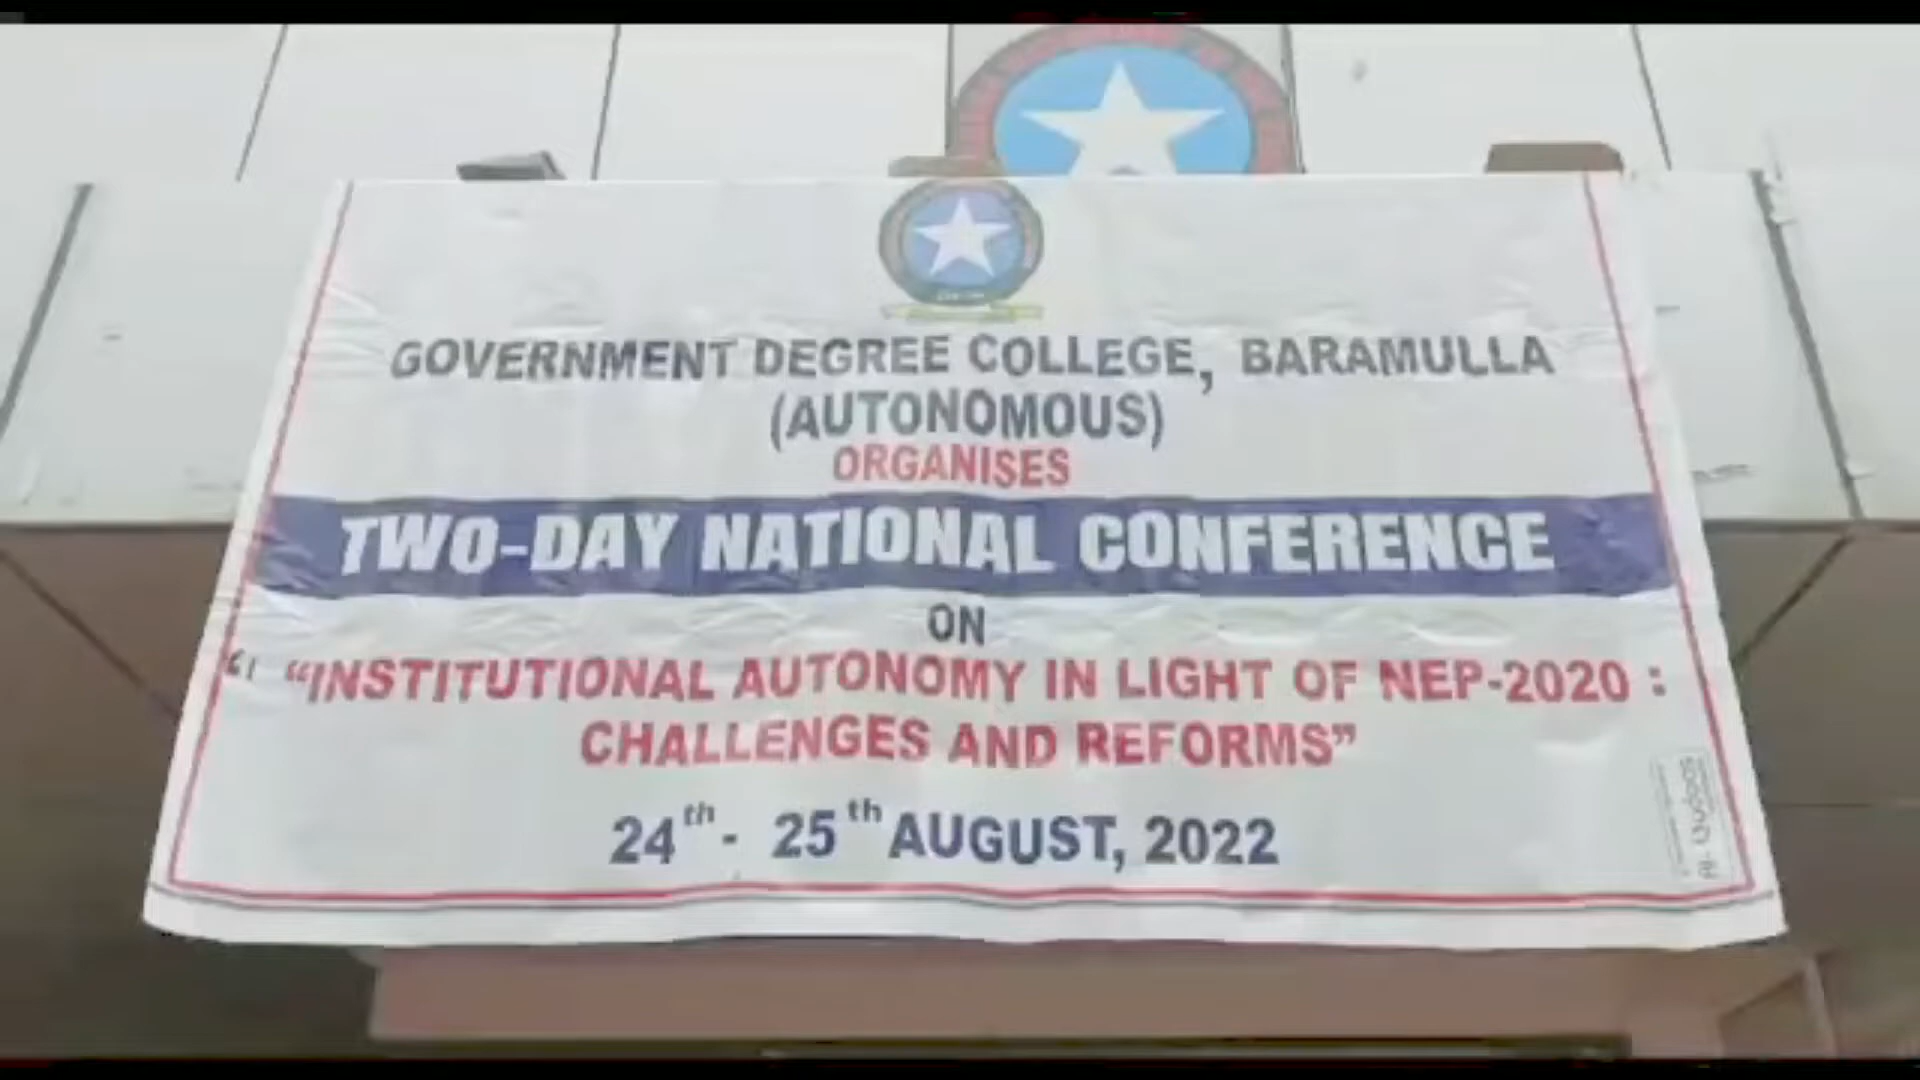 GOVERNMENT DEGREE COLLEGE, BARAMULLA
(AUTONOMOUS)
ORGANISES
TWO-DAY NATIONAL CONFERENCE
ON
“INSTITUTIONAL AUTONOMY IN LIGHT OF NEP-2020 :
CHALLENGES AND REFORMS”
24th - 25th AUGUST, 2022